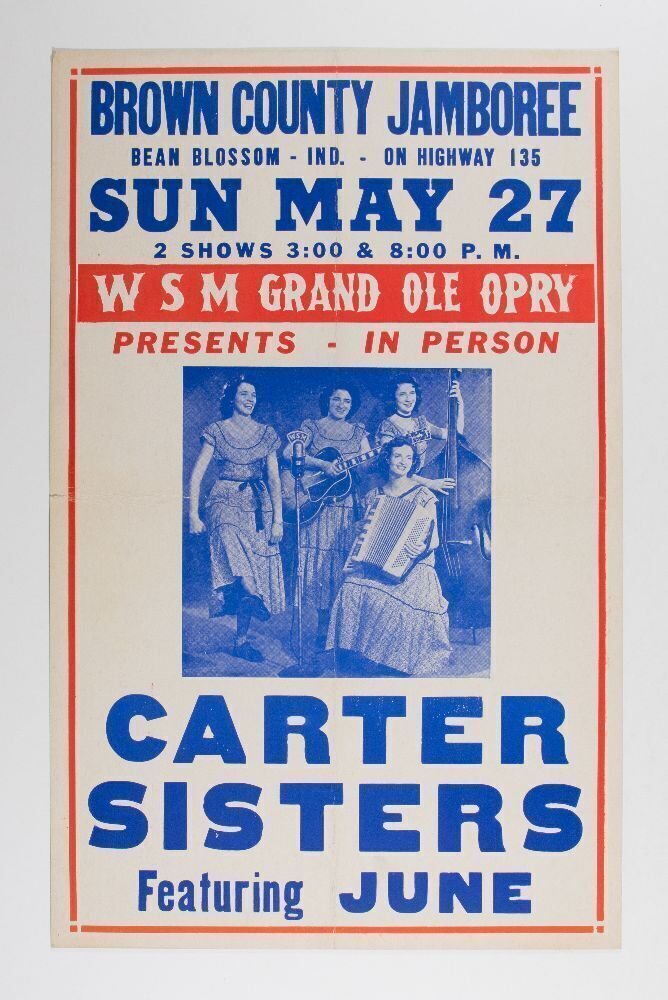 BROWN COUNTY JAMBOREE
BEAN BLOSSOM - IND. - ON HIGHWAY 135
SUN MAY 27
2 SHOWS 3:00 & 8:00 P. M.
W S M GRAND OLE OPRY
PRESENTS - IN PERSON
WSM
CARTER
SISTERS
Featuring JUNE